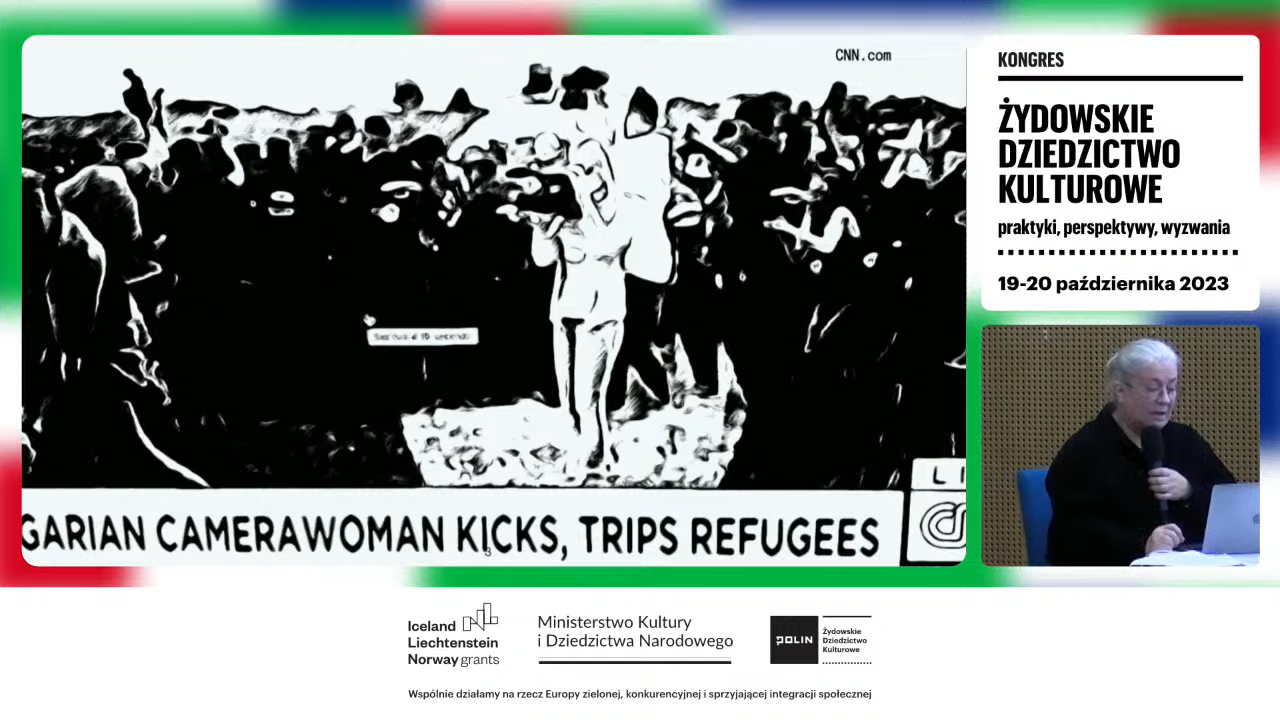 CNN.com
GARIAN CAMERAWOMAN KICKS, TRIPS REFUGEES
LI
3
KONGRES
ŻYDOWSKIE
DZIEDZICTWO
KULTUROWE
praktyki, perspektywy, wyzwania
19-20 października 2023
Iceland
Liechtenstein
Norway grants
Ministerstwo Kultury
i Dziedzictwa Narodowego
POLIN
Żydowskie
Dziedzictwo
Kulturowe
Wspólnie działamy na rzecz Europy zielonej, konkurencyjnej i sprzyjającej integracji społecznej